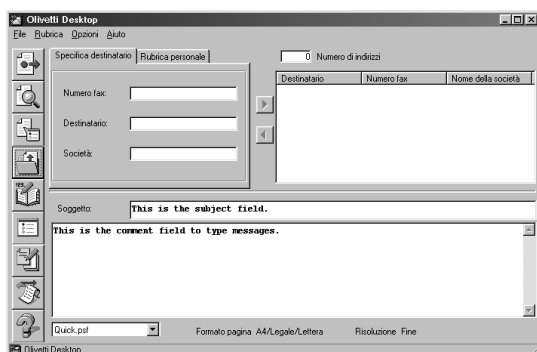 Olivetti Desktop
File Rubrica Opzioni Aiuto
Specifica destinatario Rubrica personale
0 Numero di indirizzi
Destinatario Numero fax Nome della società
Numero fax:
Destinatario:
Società:
Soggetto: This is the subject field.
This is the comment field to type messages.
Quick.psf Formato pagina A4/Legale/Lettera Risoluzione Fine
Olivetti Desktop